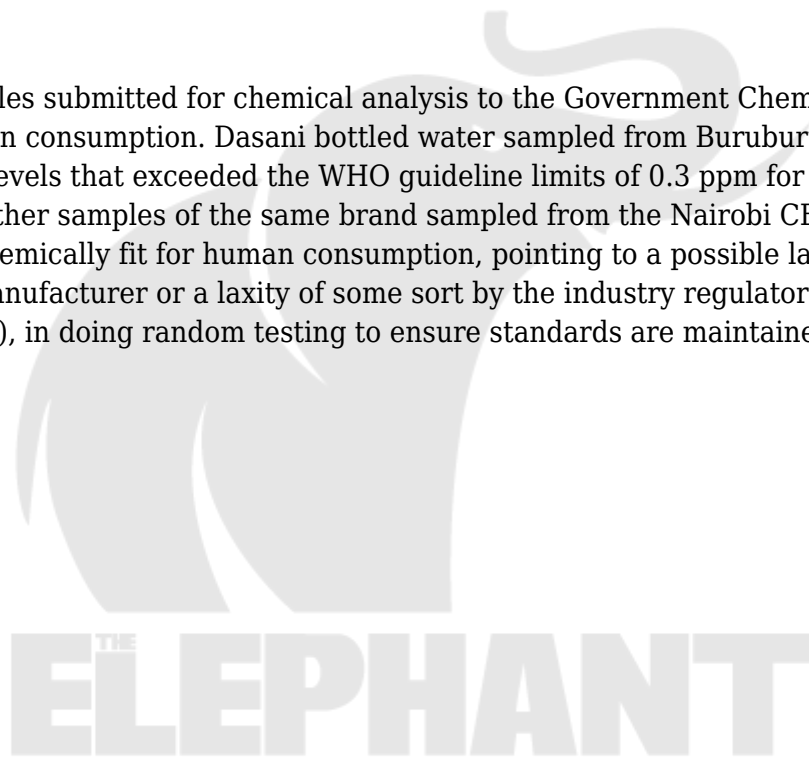 les submitted for chemical analysis to the Government Chem
n consumption. Dasani bottled water sampled from Burubur
evels that exceeded the WHO guideline limits of 0.3 ppm for
ther samples of the same brand sampled from the Nairobi CB
emically fit for human consumption, pointing to a possible la
anufacturer or a laxity of some sort by the industry regulator
), in doing random testing to ensure standards are maintaine
THE
ELEPHANT